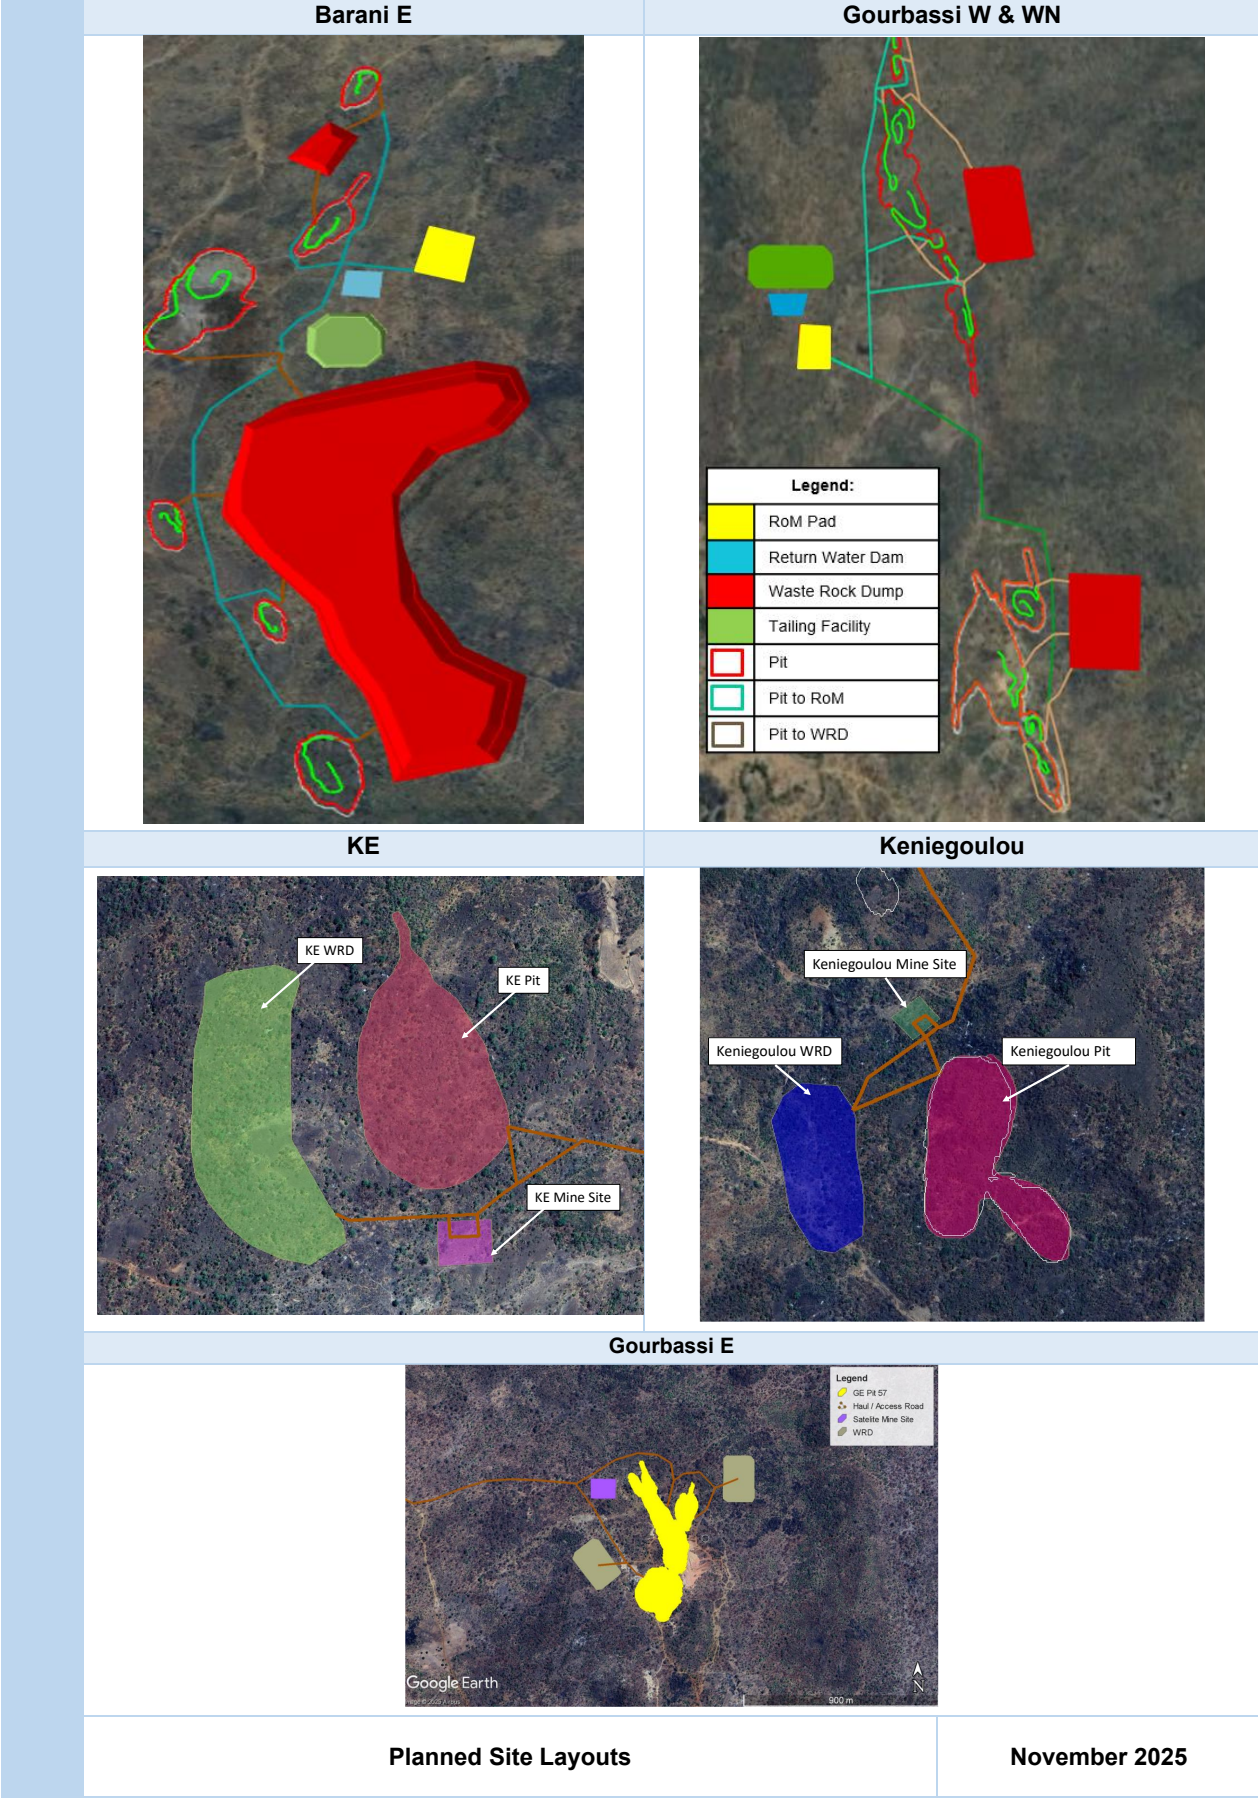 Barani E
Gourbassi W & WN
Legend:
RoM Pad
Return Water Dam
Waste Rock Dump
Tailing Facility
Pit
Pit to RoM
Pit to WRD
KE
Keniegoulou
KE WRD
KE Pit
KE Mine Site
Keniegoulou Mine Site
Keniegoulou WRD
Keniegoulou Pit
Gourbassi E
Legend
GE Pit 57
Haul / Access Road
Satelite Mine Site
WRD
Google Earth
N
900 m
Planned Site Layouts
November 2025